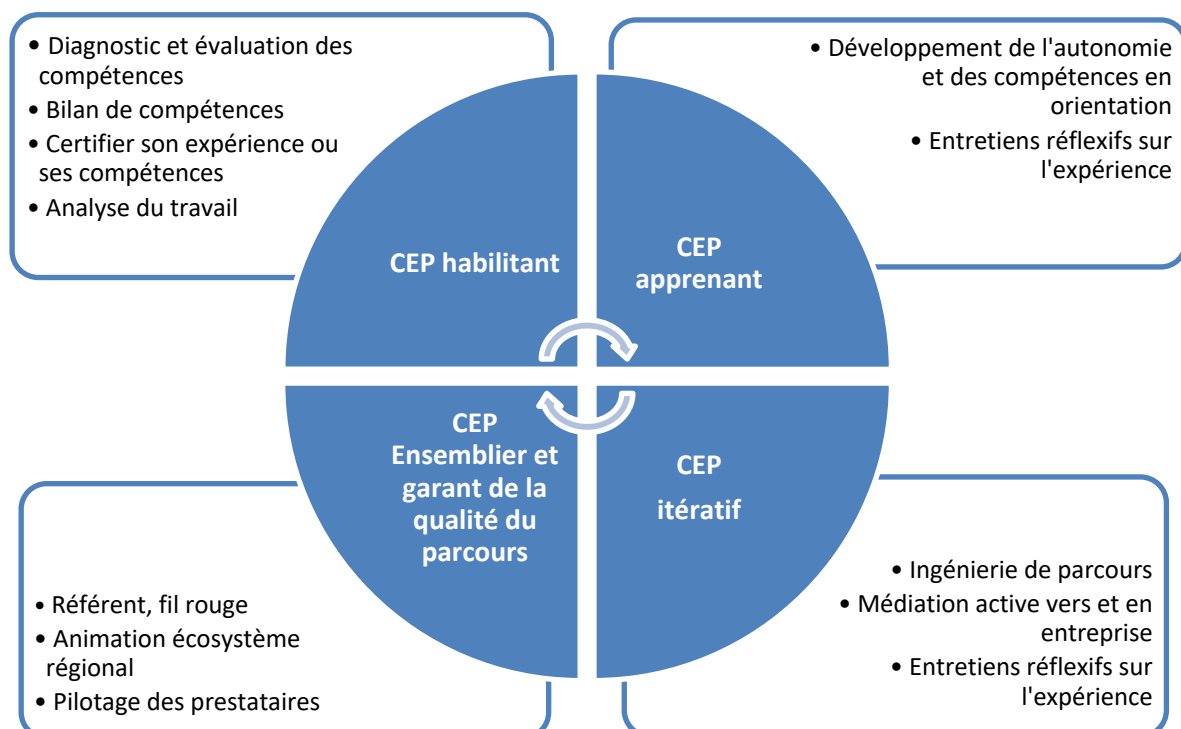 • Diagnostic et évaluation des
compétences
• Bilan de compétences
• Certifier son expérience ou
ses compétences
• Analyse du travail
• Développement de l'autonomie
et des compétences en
orientation
• Entretiens réflexifs sur
l'expérience
CEP habilitant
CEP
apprenant
CEP
Ensemblier et
garant de la
qualité du
parcours
CEP
itératif
• Référent, fil rouge
• Animation écosystème
régional
• Pilotage des prestataires
• Ingénierie de parcours
• Médiation active vers et en
entreprise
• Entretiens réflexifs sur
l'expérience